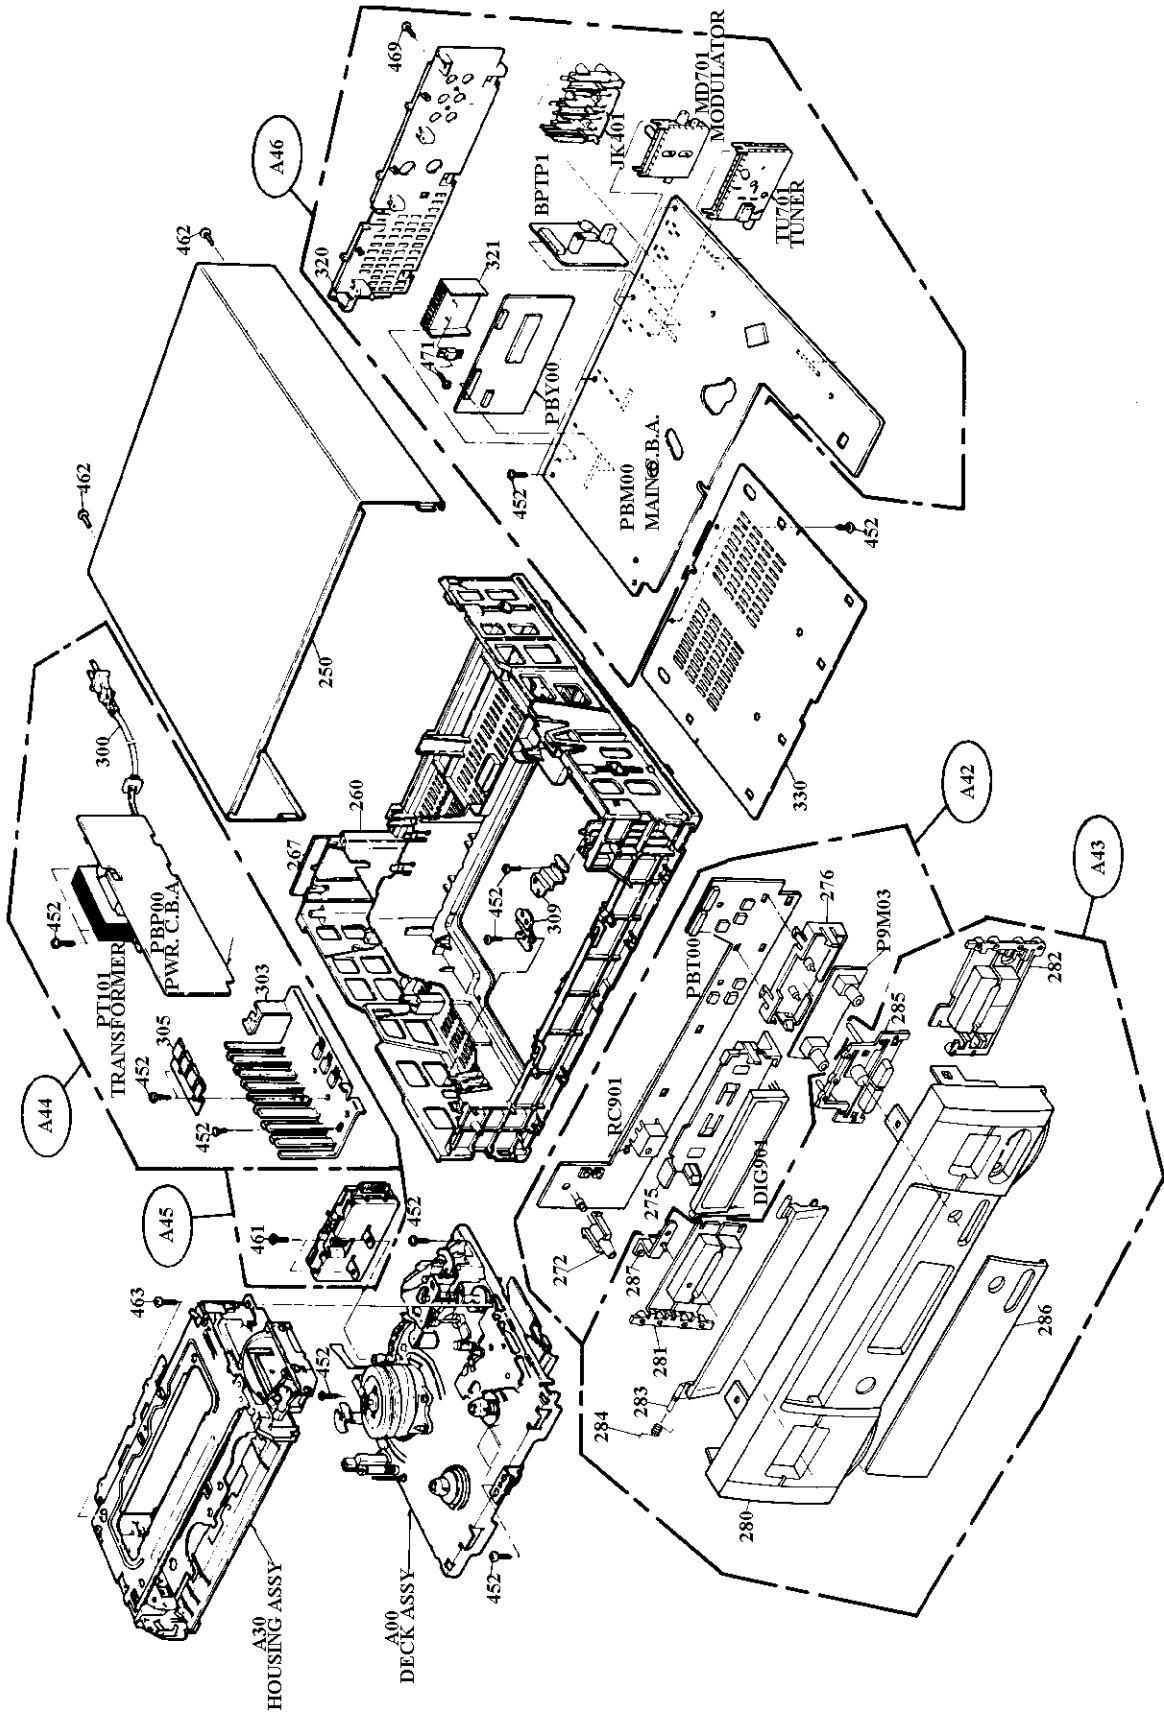 A46
469
462
320
321
471
PBY00
BPTP1
JK401
MD701
MODULATOR
TU701
TUNER
452
PBM00
MAIN C.B.A.
452
330
462
250
300
260
267
452
309
452
PT101
TRANSFORMER
PBP00
PWR. C.B.A
303
305
452
452
A44
A45
461
452
463
452
452
A30
HOUSING ASSY
A00
DECK ASSY
A42
A43
PBT00
276
P9M03
282
285
RC901
275
DIG901
272
287
281
283
284
280
286